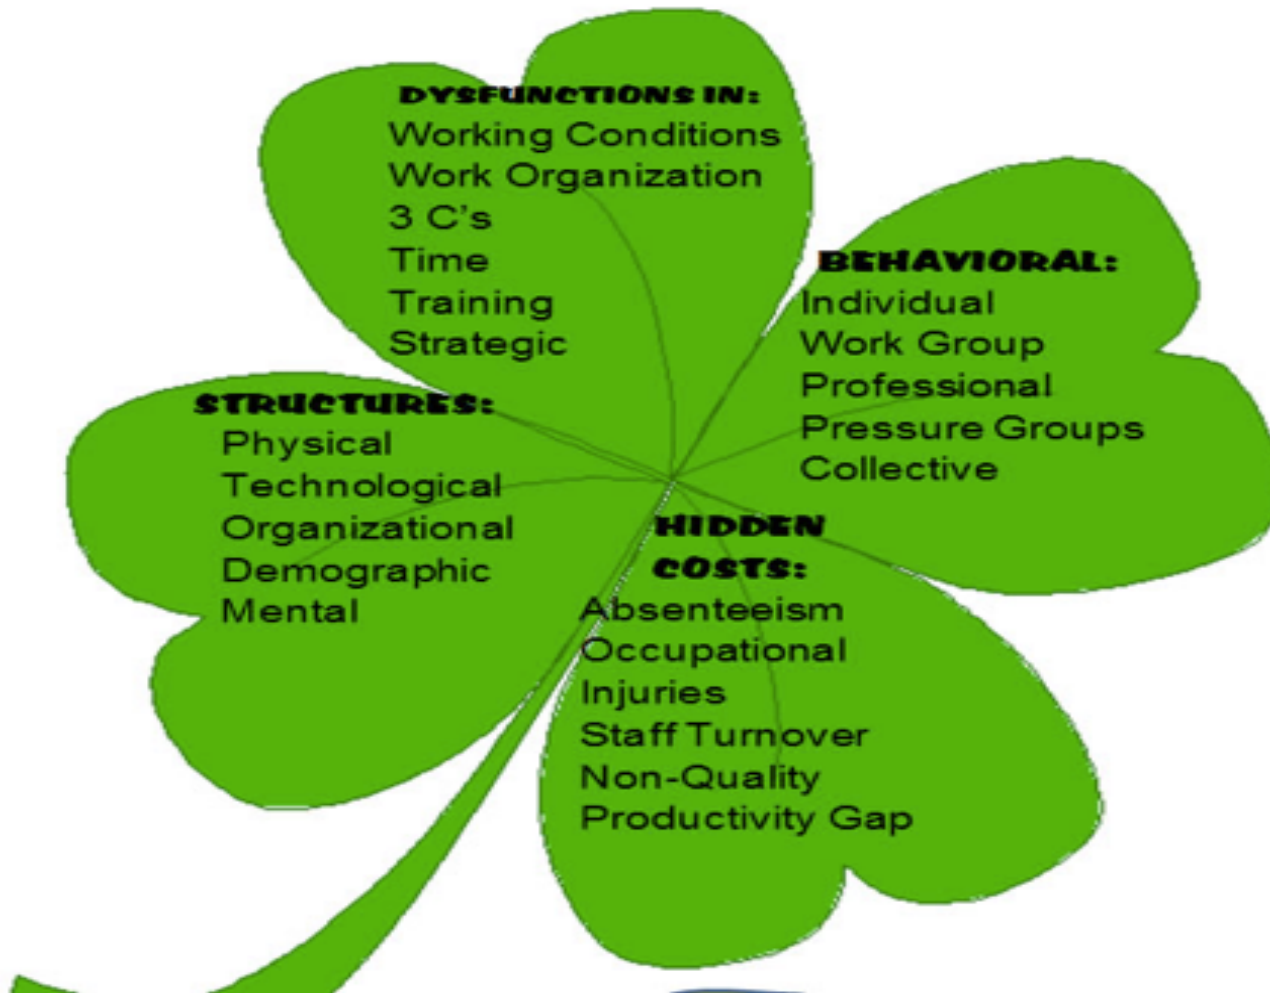 DYSFUNCTIONS IN:
Working Conditions
Work Organization
3 C's
Time
Training
Strategic
BEHAVIORAL:
Individual
Work Group
Professional
Pressure Groups
Collective
STRUCTURES:
Physical
Technological
Organizational
Demographic
Mental
HIDDEN
COSTS:
Absenteeism
Occupational
Injuries
Staff Turnover
Non-Quality
Productivity Gap